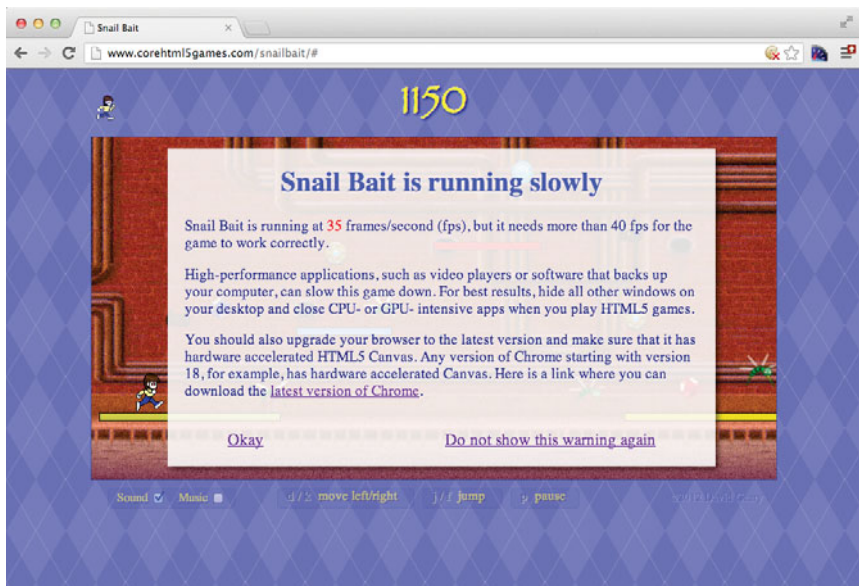 Snail Bait
www.corehtml5games.com/snailbait/#
1150
Snail Bait is running slowly
Snail Bait is running at 35 frames/second (fps), but it needs more than 40 fps for the
game to work correctly.
High-performance applications, such as video players or software that backs up
your computer, can slow this game down. For best results, hide all other windows on
your desktop and close CPU- or GPU- intensive apps when you play HTML5 games.
You should also upgrade your browser to the latest version and make sure that it has
hardware accelerated HTML5 Canvas. Any version of Chrome starting with version
18, for example, has hardware accelerated Canvas. Here is a link where you can
download the latest version of Chrome.
Okay Do not show this warning again
Sound Music d / k move left/right j / f jump p pause